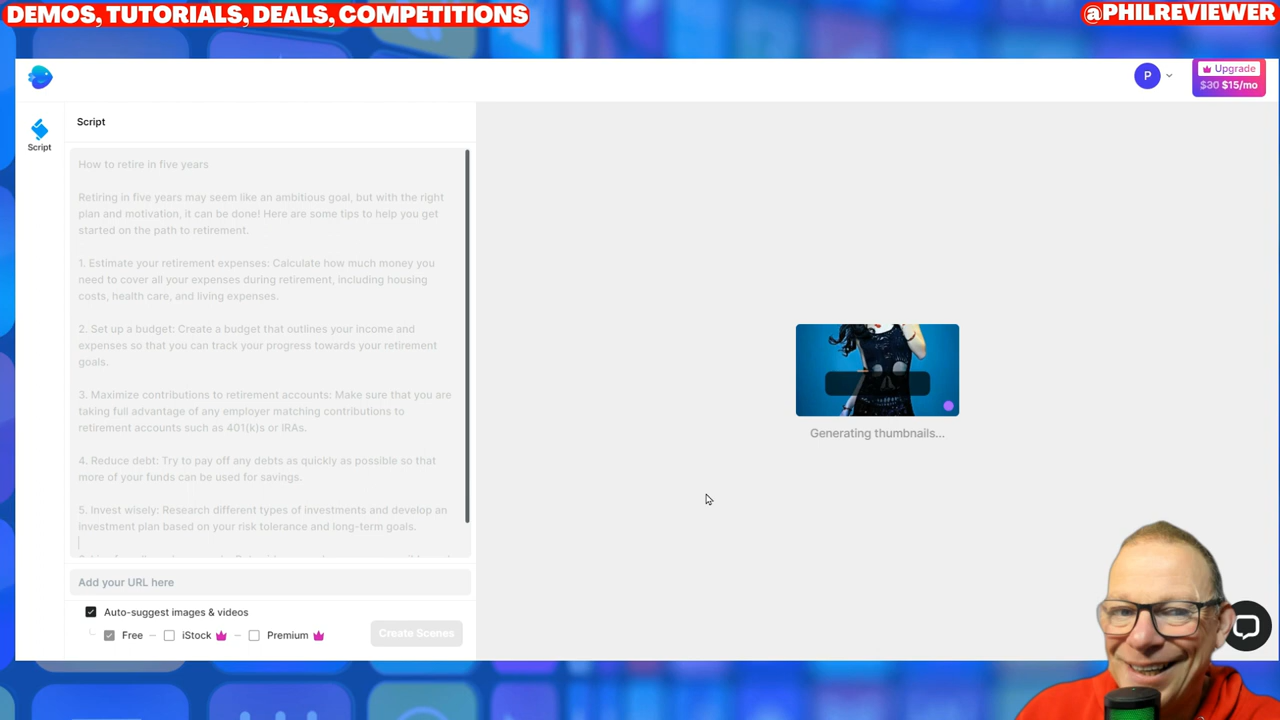 DEMOS, TUTORIALS, DEALS, COMPETITIONS
@PHILREVIEWER
P
Upgrade
$30 $15/mo
Script
Script
How to retire in five years
Retiring in five years may seem like an ambitious goal, but with the right
plan and motivation, it can be done! Here are some tips to help you get
started on the path to retirement.
1. Estimate your retirement expenses: Calculate how much money you
need to cover all your expenses during retirement, including housing
costs, health care, and living expenses.
2. Set up a budget: Create a budget that outlines your income and
expenses so that you can track your progress towards your retirement
goals.
3. Maximize contributions to retirement accounts: Make sure that you are
taking full advantage of any employer matching contributions to
retirement accounts such as 401(k)s or IRAs.
4. Reduce debt: Try to pay off any debts as quickly as possible so that
more of your funds can be used for savings.
5. Invest wisely: Research different types of investments and develop an
investment plan based on your risk tolerance and long-term goals.
Generating thumbnails...
Add your URL here
Auto-suggest images & videos
Free
iStock
Premium
Create Scenes